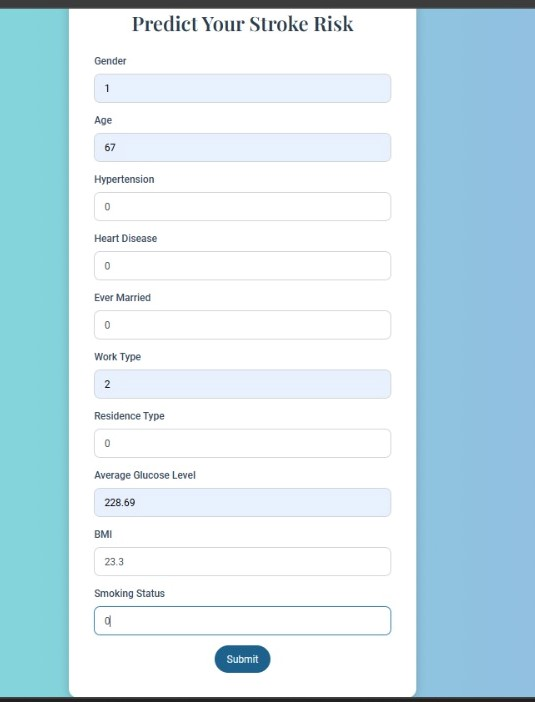 Predict Your Stroke Risk
Gender
1
Age
67
Hypertension
0
Heart Disease
0
Ever Married
0
Work Type
2
Residence Type
0
Average Glucose Level
228.69
BMI
23.3
Smoking Status
0
Submit